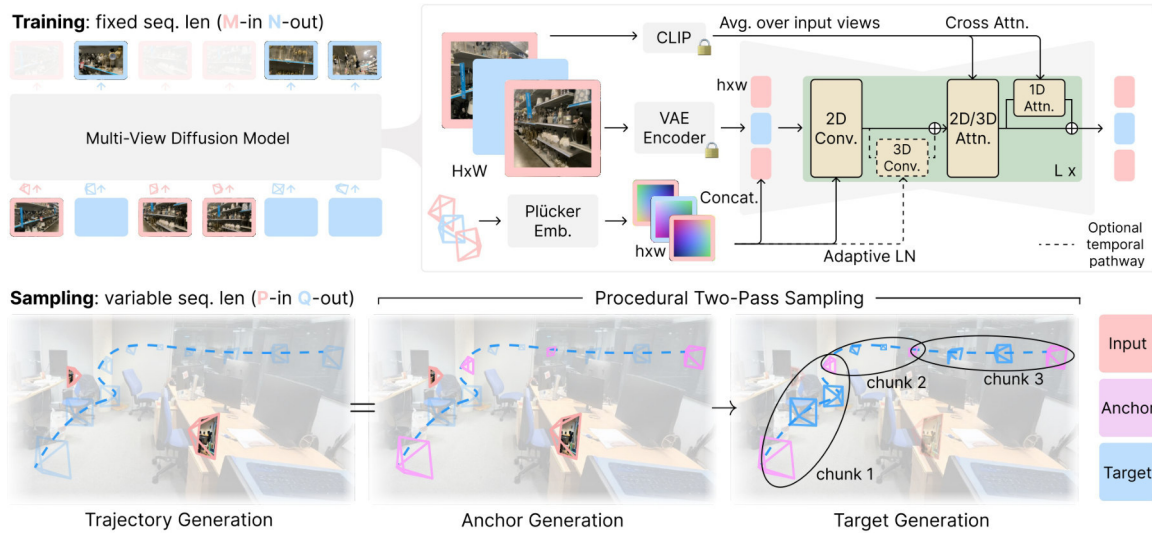 Training: fixed seq. len (M-in N-out)
Multi-View Diffusion Model
CLIP
Avg. over input views
Cross Attn.
hxw
1D
Attn.
VAE
Encoder
2D
Conv.
3D
Conv.
2D/3D
Attn.
L x
HxW
Plücker
Emb.
Concat.
hxw
Adaptive LN
Optional
temporal
pathway
Sampling: variable seq. len (P-in Q-out)
Procedural Two-Pass Sampling
chunk 1
chunk 2
chunk 3
Input
Anchor
Target
Trajectory Generation
Anchor Generation
Target Generation